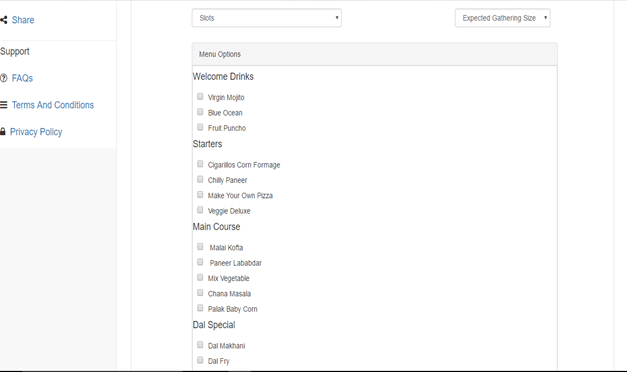 Share
Support
FAQs
Terms And Conditions
Privacy Policy
Slots
Expected Gathering Size
Menu Options
Welcome Drinks
Virgin Mojito
Blue Ocean
Fruit Puncho
Starters
Cigarillos Corn Formage
Chilly Paneer
Make Your Own Pizza
Veggie Deluxe
Main Course
Malai Kofta
Paneer Lababdar
Mix Vegetable
Chana Masala
Palak Baby Corn
Dal Special
Dal Makhani
Dal Fry